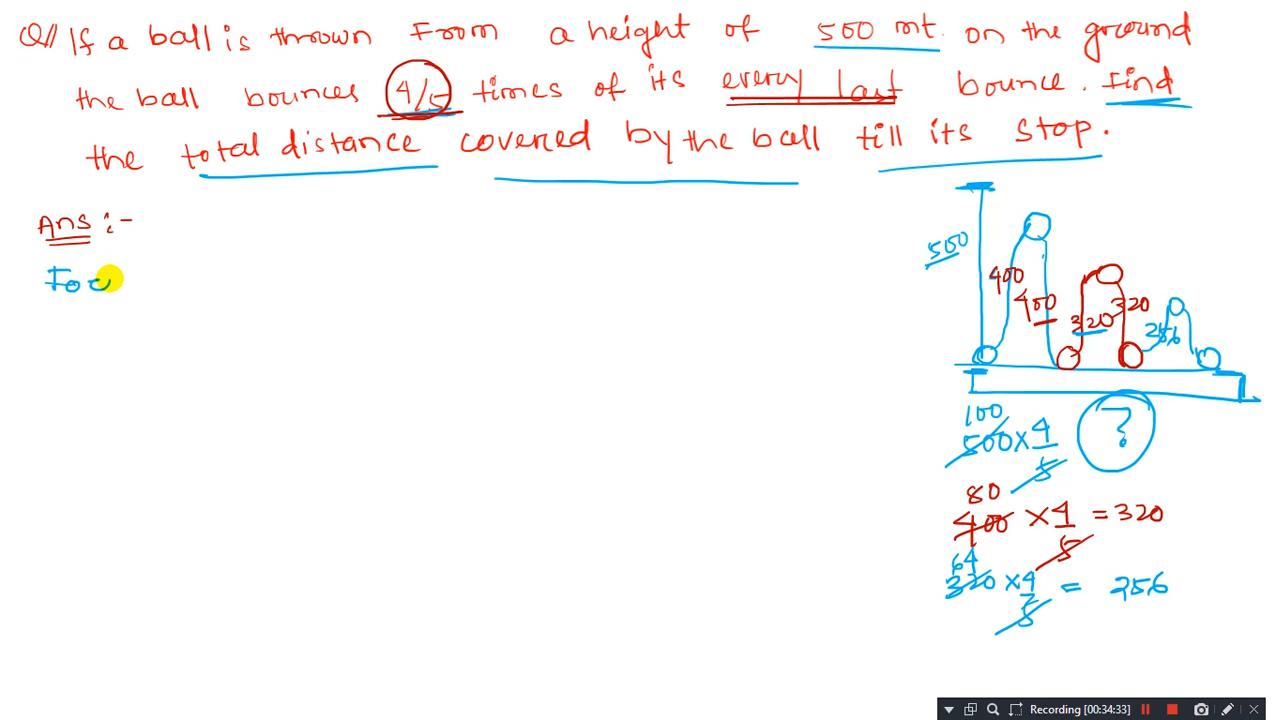 Q// If a ball is thrown From a height of 500 mt. on the ground
the ball bounces 4/5 times of its every last bounce. Find
the total distance covered by the ball till its stop.
Ans :-
Foo
500
400
400
320
320
256
?
100
500 × 4/5
80
400 × 4/5 = 320
64
320 × 4/5 = 256
Recording [00:34:33]